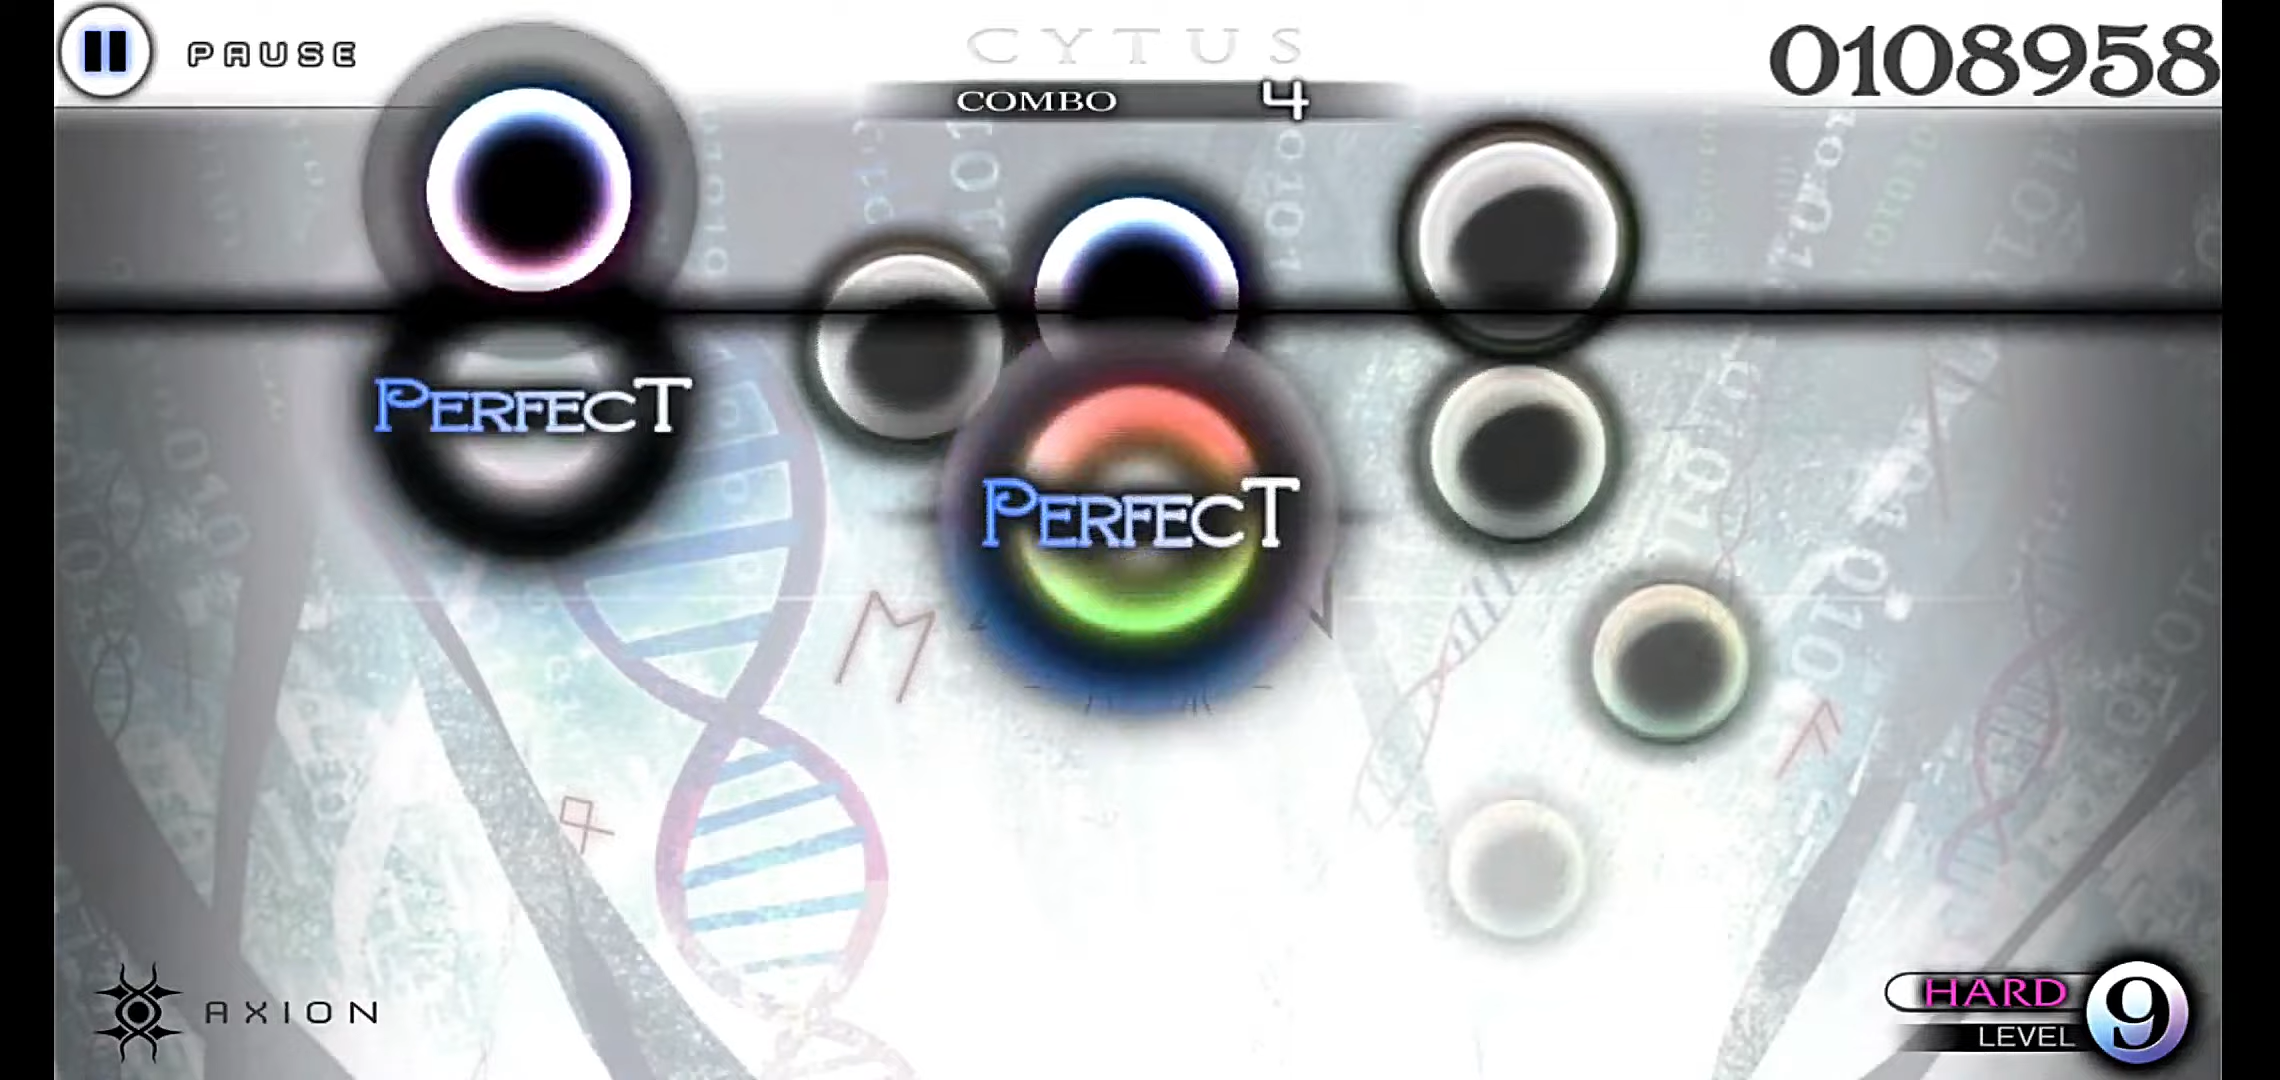 PAUSE
CYTUS
COMBO 4
0108958
PERFECT
PERFECT
AXION
HARD
LEVEL 9